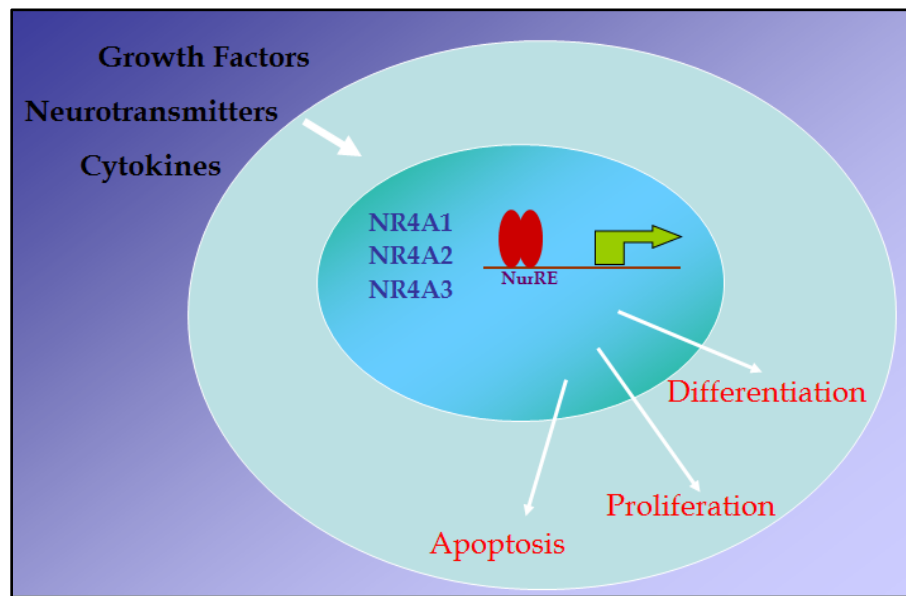 Growth Factors
Neurotransmitters
Cytokines
NR4A1
NR4A2
NR4A3
NurRE
Differentiation
Proliferation
Apoptosis